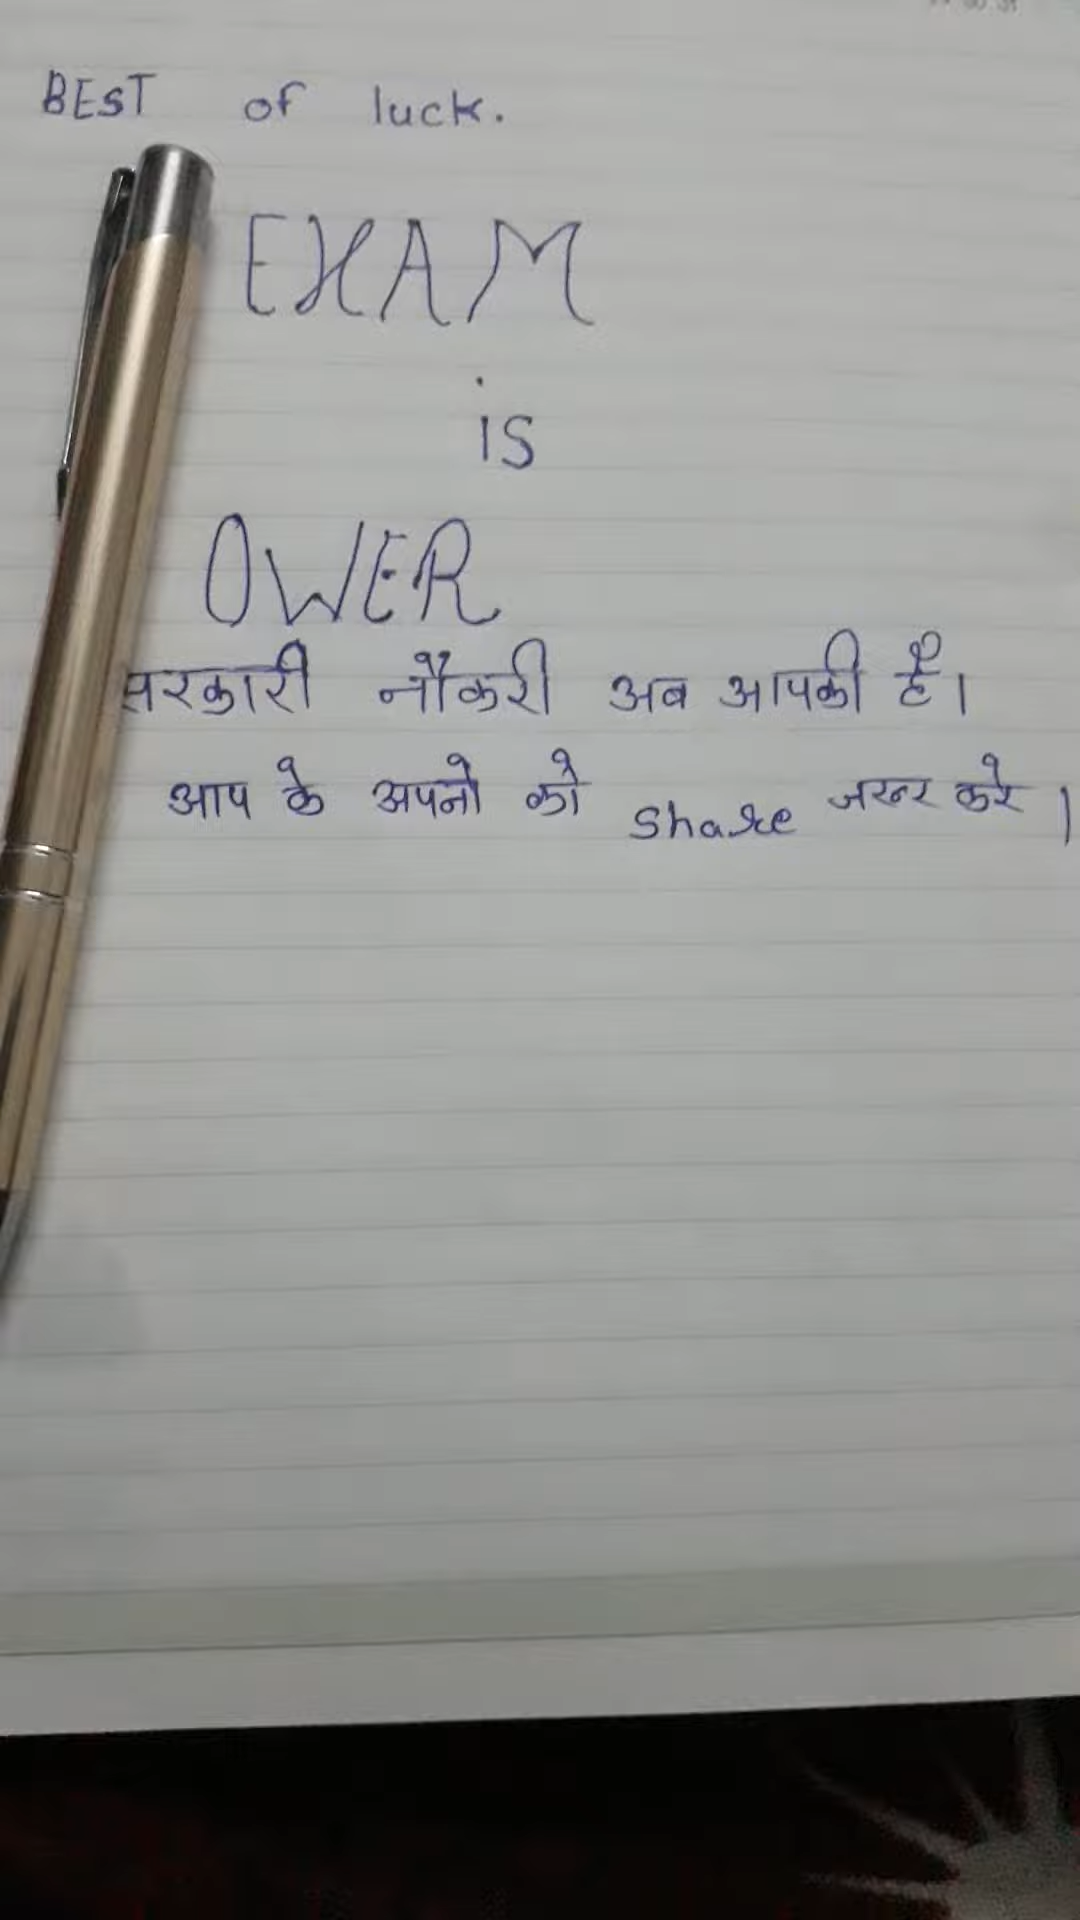 BEST of luck.
EXAM
is
OWER
सरकारी नौकरी अब आपकी है।
आप के अपनो को share जरूर करे।